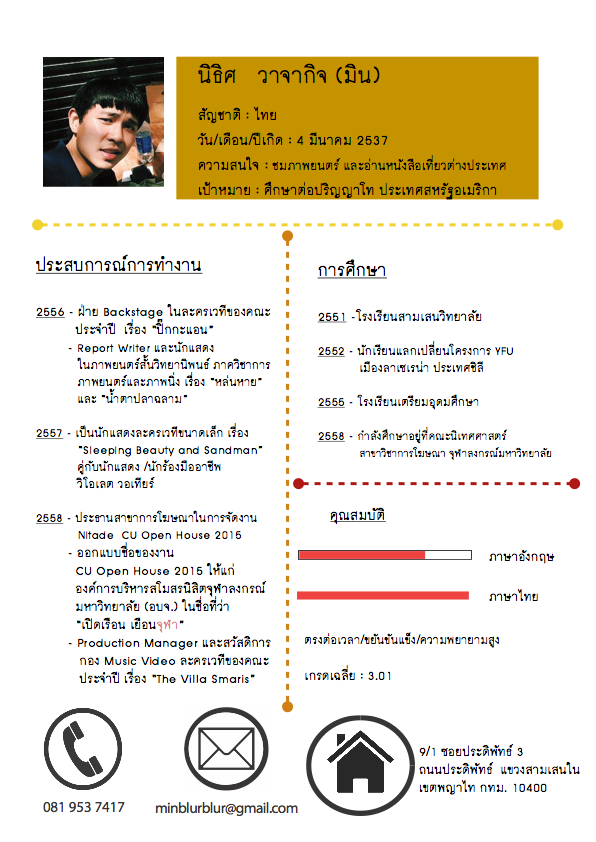 นิธิศ วาจากิจ (มิน)
สัญชาติ : ไทย
วัน/เดือน/ปีเกิด : 4 มีนาคม 2537
ความสนใจ : ชมภาพยนตร์ และอ่านหนังสือเที่ยวต่างประเทศ
เป้าหมาย : ศึกษาต่อปริญญาโท ประเทศสหรัฐอเมริกา
ประสบการณ์การทำงาน
2556 - ฝ่าย Backstage ในละครเวทีของคณะ
ประจำปี เรื่อง “ปิ๊กกะแอน”
- Report Writer และนักแสดง
ในภาพยนตร์สั้นวิทยานิพนธ์ ภาควิชาการ
ภาพยนตร์และภาพนิ่ง เรื่อง “หล่นหาย”
และ “น้ำตาปลาฉลาม”
2557 - เป็นนักแสดงละครเวทีขนาดเล็ก เรื่อง
“Sleeping Beauty and Sandman”
คู่กับนักแสดง /นักร้องมืออาชีพ
วิโอเลต วอเทียร์
2558 - ประธานสาขาการโฆษณาในการจัดงาน
Nitade CU Open House 2015
- ออกแบบชื่อของงาน
CU Open House 2015 ให้แก่
องค์การบริหารสโมสรนิสิตจุฬาลงกรณ์
มหาวิทยาลัย (อบจ.) ในชื่อที่ว่า
“เปิดเรือน เยือนจุฬา”
- Production Manager และสวัสดิการ
กอง Music Video ละครเวทีของคณะ
ประจำปี เรื่อง “The Villa Smaris”
การศึกษา
2551 -โรงเรียนสามเสนวิทยาลัย
2552 - นักเรียนแลกเปลี่ยนโครงการ YFU
เมืองลาเซเรน่า ประเทศชิลี
2555 - โรงเรียนเตรียมอุดมศึกษา
2558 - กำลังศึกษาอยู่ที่คณะนิเทศศาสตร์
สาขาวิชาการโฆษณา จุฬาลงกรณ์มหาวิทยาลัย
คุณสมบัติ
ภาษาอังกฤษ
ภาษาไทย
ตรงต่อเวลา/ขยันขันแข็ง/ความพยายามสูง
เกรดเฉลี่ย : 3.01
081 953 7417
minblurblur@gmail.com
9/1 ซอยประดิพัทธ์ 3
ถนนประดิพัทธ์ แขวงสามเสนใน
เขตพญาไท กทม. 10400